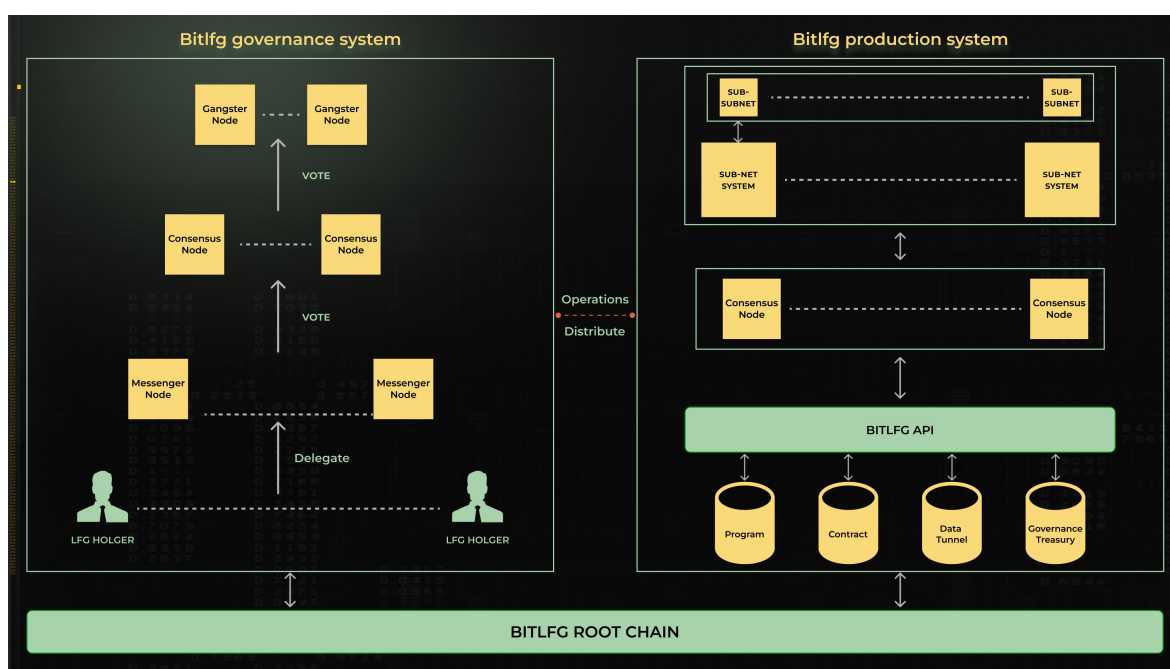 Bitlfg governance system
Gangster
Node
Gangster
Node
VOTE
Consensus
Node
Consensus
Node
VOTE
Messenger
Node
Messenger
Node
Delegate
LFG HOLGER
LFG HOLGER
Operations
Distribute
Bitlfg production system
SUB-
SUBNET
SUB-
SUBNET
SUB-NET
SYSTEM
SUB-NET
SYSTEM
Consensus
Node
Consensus
Node
BITLFG API
Program
Contract
Data
Tunnel
Governance
Treasury
BITLFG ROOT CHAIN